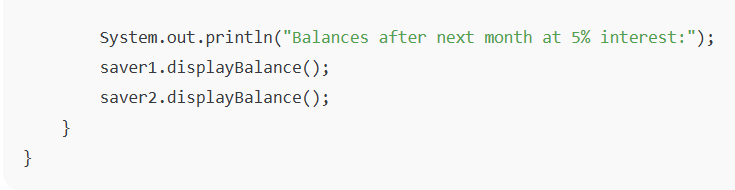 System.out.println("Balances after next month at 5% interest:");
saver1.displayBalance();
saver2.displayBalance();
}
}